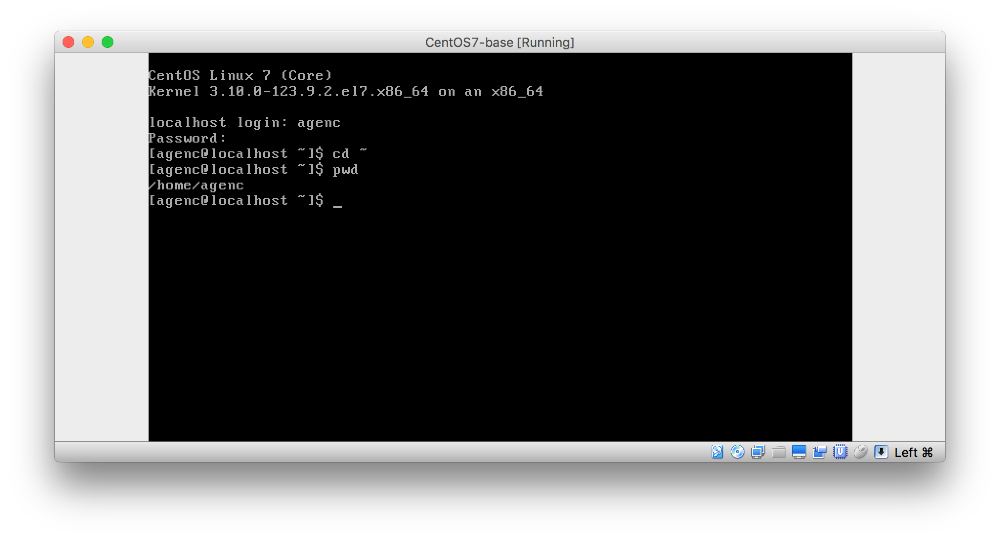 CentOS7-base [Running]
CentOS Linux 7 (Core)
Kernel 3.10.0-123.9.2.el7.x86_64 on an x86_64
localhost login: agenc
Password:
[agenc@localhost ~]$ cd ~
[agenc@localhost ~]$ pwd
/home/agenc
[agenc@localhost ~]$ _
Left ⌘